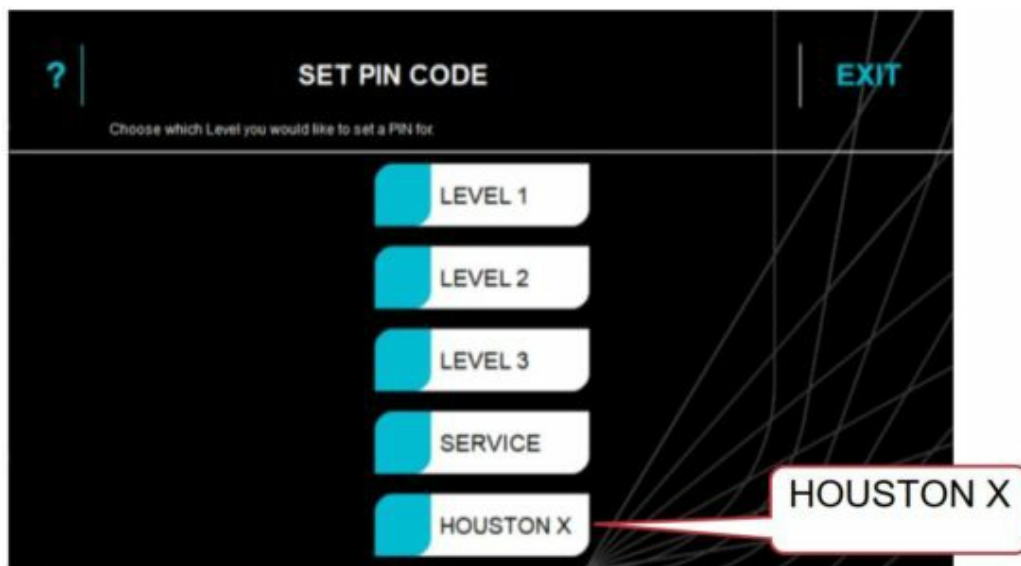 ?
SET PIN CODE
EXIT
Choose which Level you would like to set a PIN for.
LEVEL 1
LEVEL 2
LEVEL 3
SERVICE
HOUSTON X
HOUSTON X